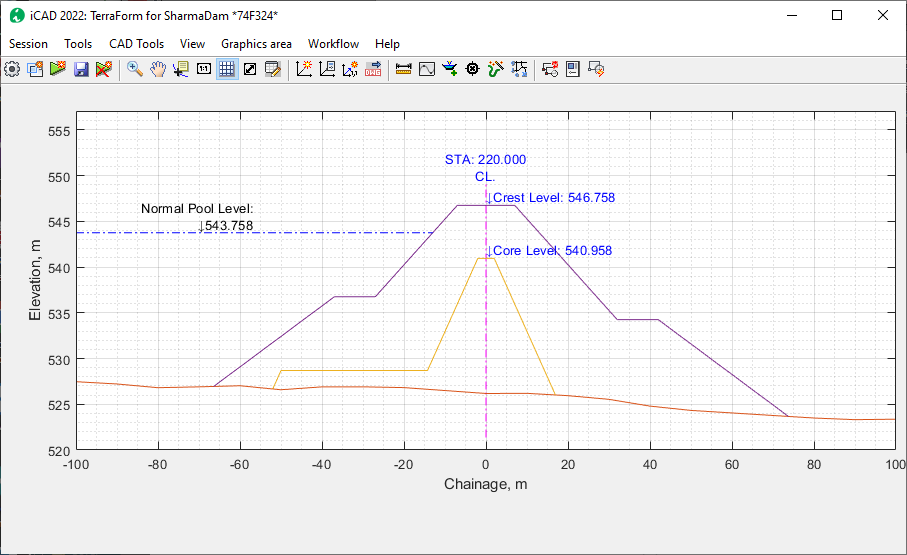 iCAD 2022: TerraForm for SharmaDam *74F324*
Session Tools CAD Tools View Graphics area Workflow Help
STA: 220.000
CL.
↓Crest Level: 546.758
Normal Pool Level:
↓543.758
↓Core Level: 540.958
Elevation, m
555
550
545
540
535
530
525
520
-100 -80 -60 -40 -20 0 20 40 60 80 100
Chainage, m